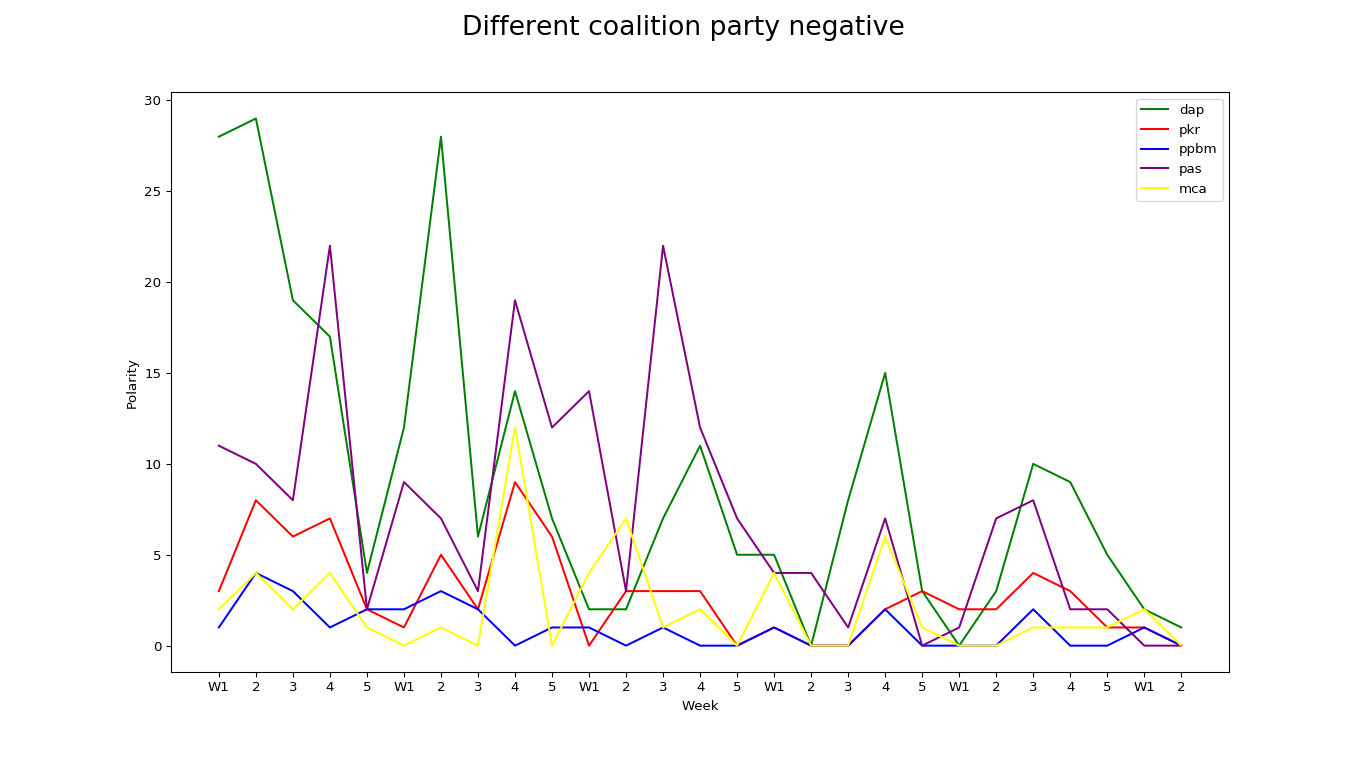 Different coalition party negative
30
25
20
15
10
5
0
Polarity
dap
pkr
ppbm
pas
mca
W1 2 3 4 5 W1 2 3 4 5 W1 2 3 4 5 W1 2 3 4 5 W1 2 3 4 5 W1 2
Week